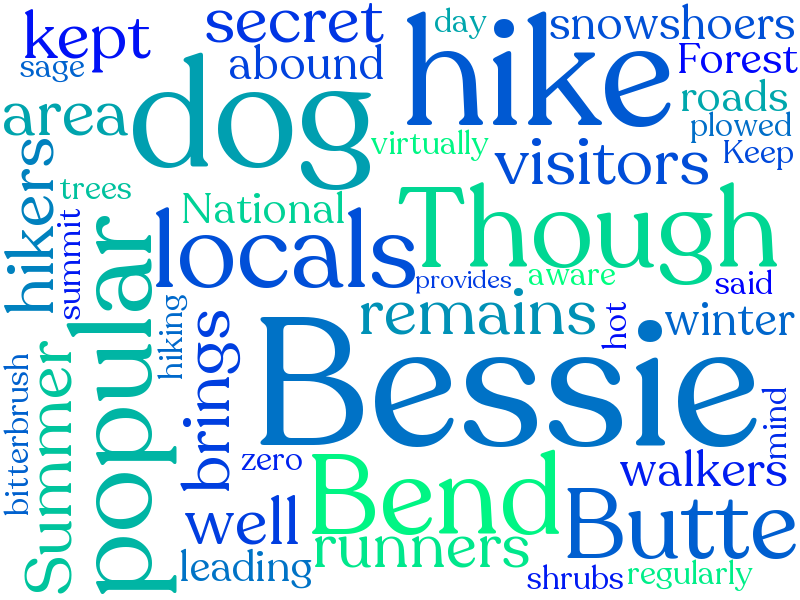 kept
secret
day
snowshoers
sage
abound
hike
Forest
area
dog
roads
plowed
virtually
Keep
visitors
hikers
trees
National
Though
summit
locals
provides
aware
said
popular
hiking
brings
remains
hot
winter
Bessie
Summer
bitterbrush
mind
zero
Bend
walkers
well
Butte
runners
leading
shrubs
regularly